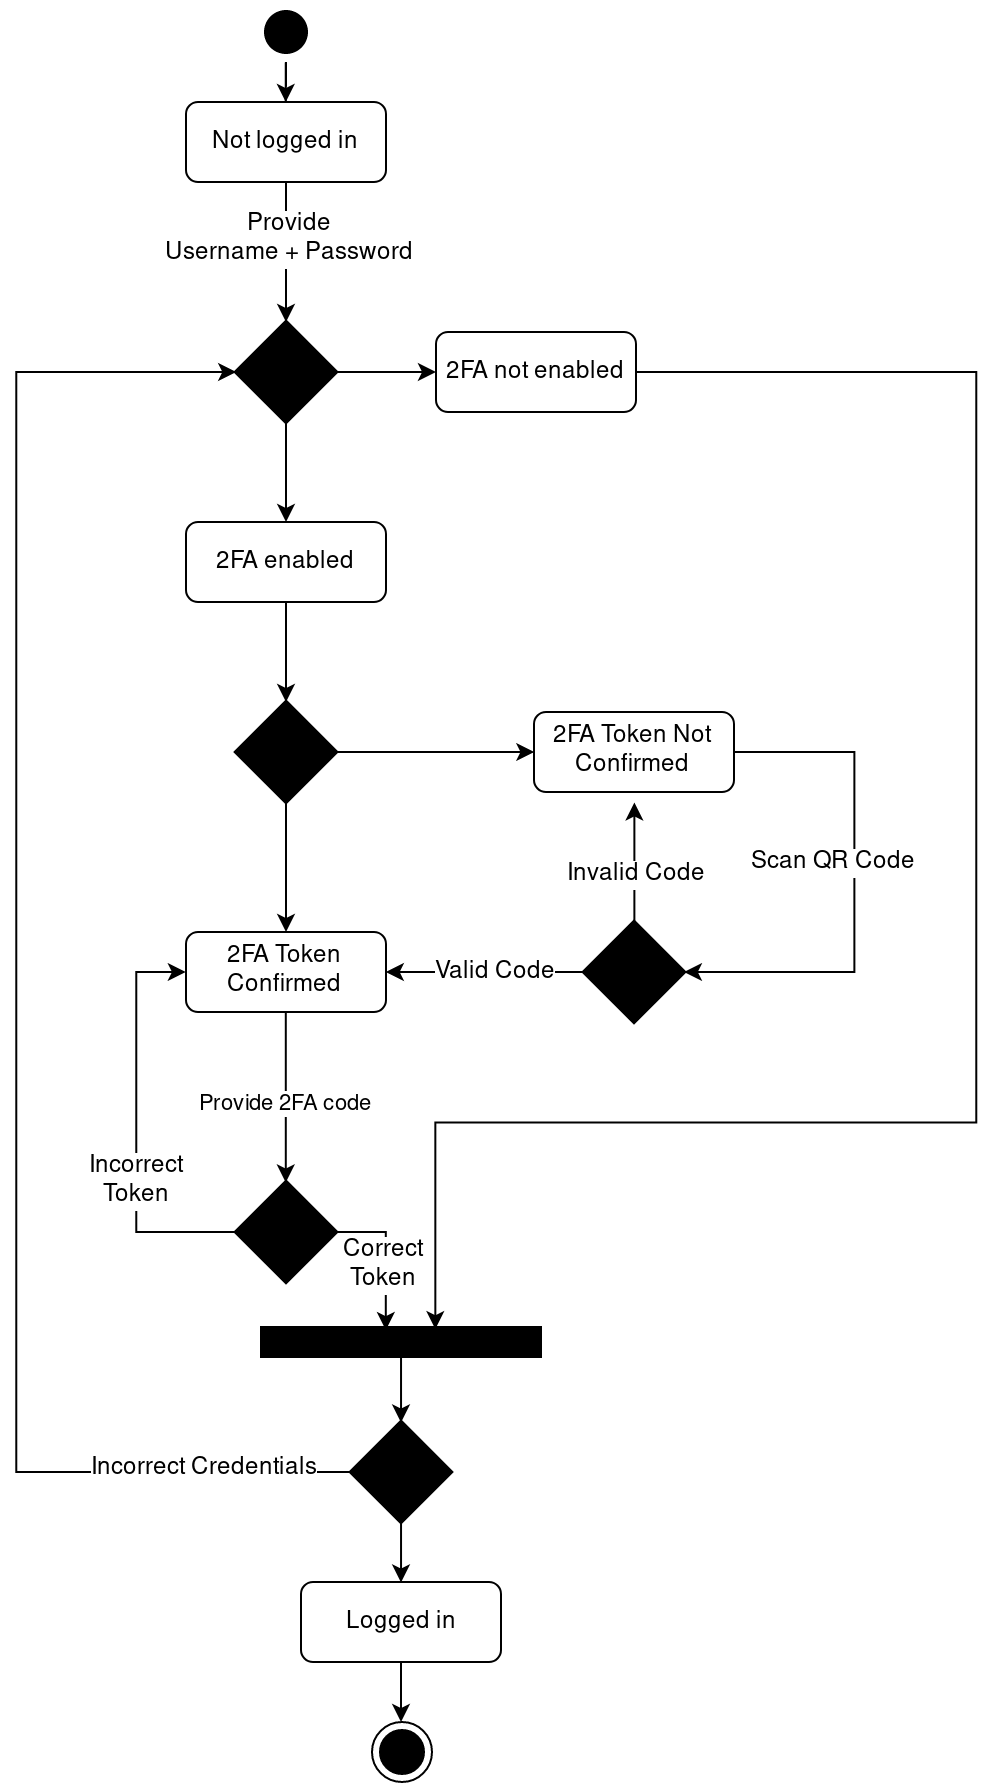 Not logged in
Provide
Username + Password
2FA not enabled
2FA enabled
2FA Token Not
Confirmed
Scan QR Code
Invalid Code
2FA Token
Confirmed
Valid Code
Provide 2FA code
Incorrect
Token
Correct
Token
Incorrect Credentials
Logged in